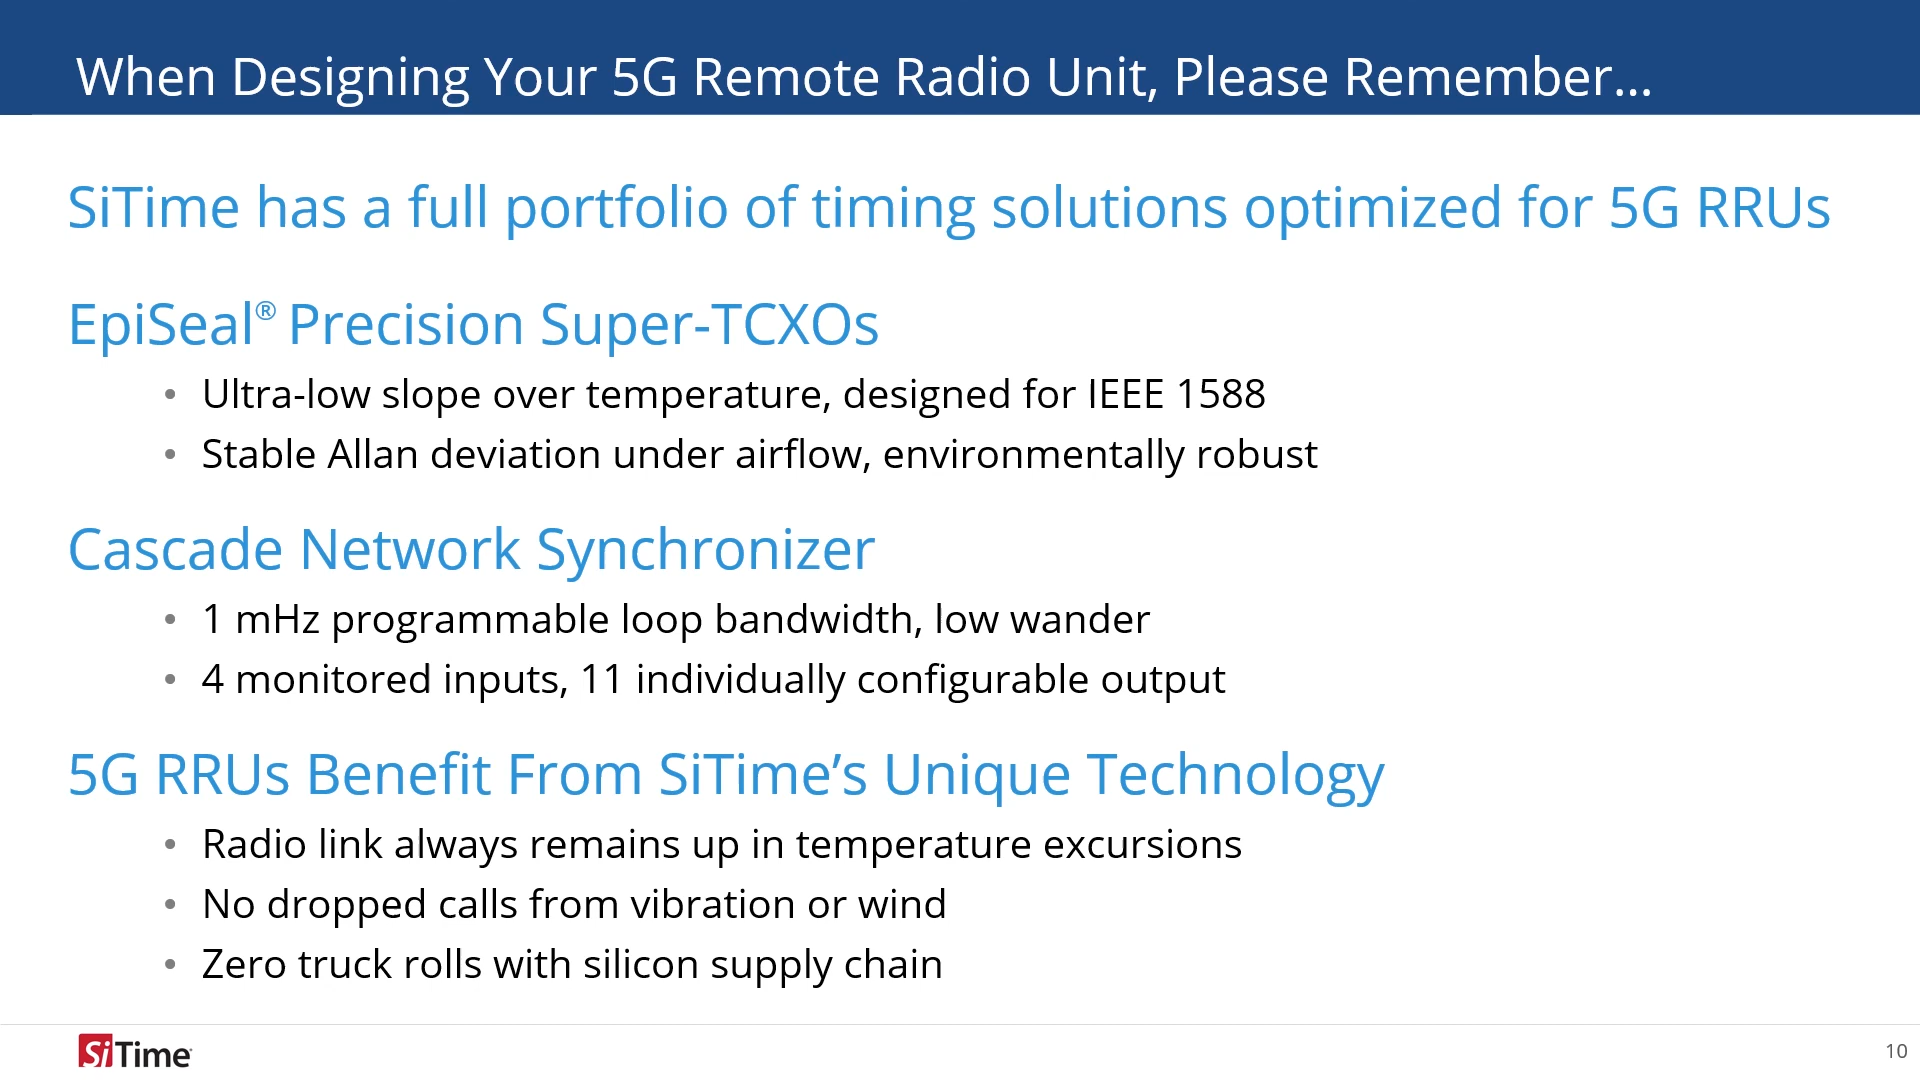 When Designing Your 5G Remote Radio Unit, Please Remember...
SiTime has a full portfolio of timing solutions optimized for 5G RRUs
EpiSeal® Precision Super-TCXOs
• Ultra-low slope over temperature, designed for IEEE 1588
• Stable Allan deviation under airflow, environmentally robust
Cascade Network Synchronizer
• 1 mHz programmable loop bandwidth, low wander
• 4 monitored inputs, 11 individually configurable output
5G RRUs Benefit From SiTime’s Unique Technology
• Radio link always remains up in temperature excursions
• No dropped calls from vibration or wind
• Zero truck rolls with silicon supply chain
SiTime
10